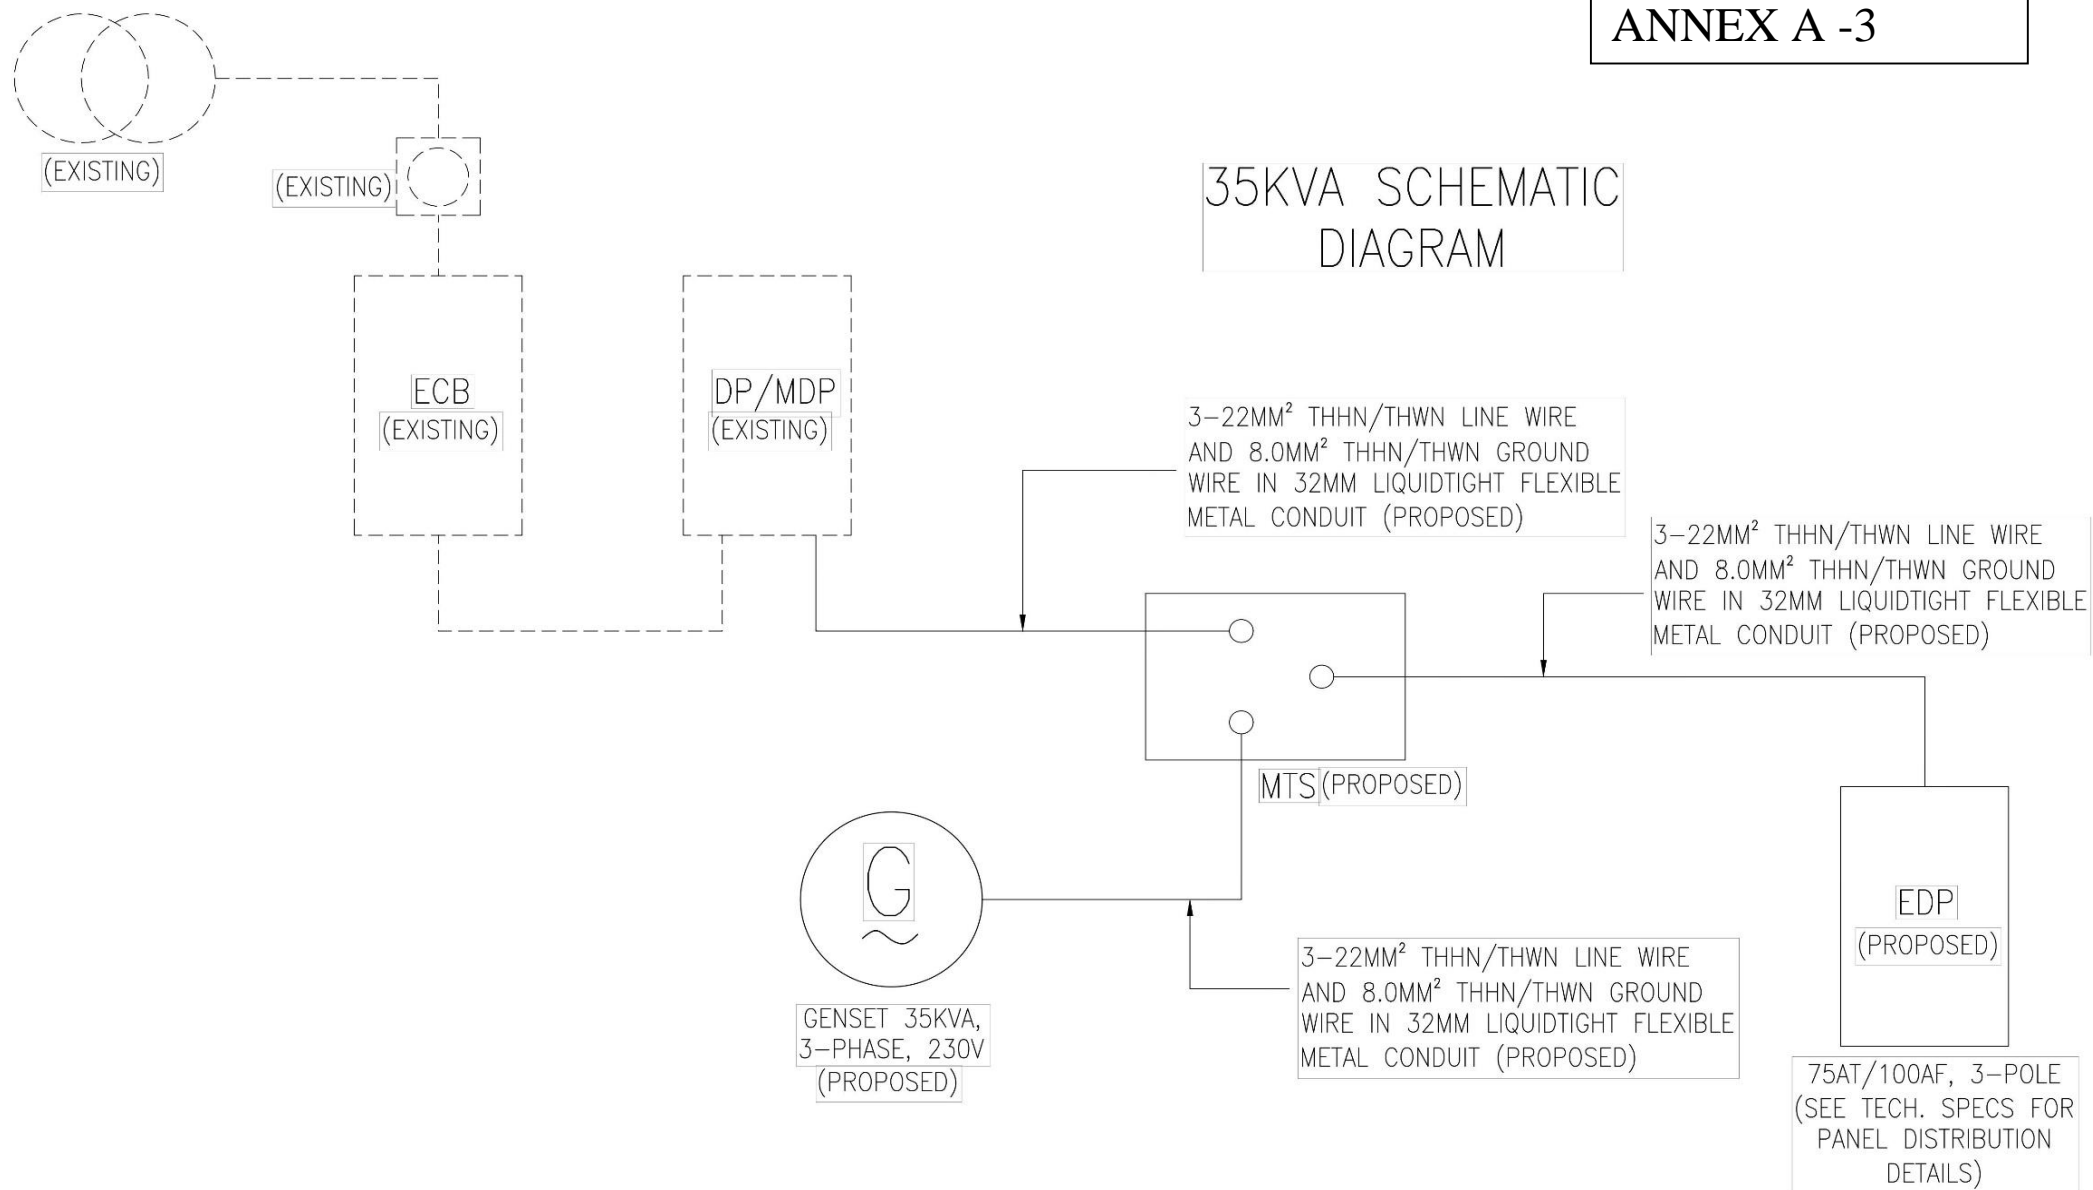 ANNEX A -3
(EXISTING)
(EXISTING)
35KVA SCHEMATIC
DIAGRAM
ECB
(EXISTING)
DP/MDP
(EXISTING)
3-22MM² THHN/THWN LINE WIRE
AND 8.0MM² THHN/THWN GROUND
WIRE IN 32MM LIQUIDTIGHT FLEXIBLE
METAL CONDUIT (PROPOSED)
3-22MM² THHN/THWN LINE WIRE
AND 8.0MM² THHN/THWN GROUND
WIRE IN 32MM LIQUIDTIGHT FLEXIBLE
METAL CONDUIT (PROPOSED)
MTS (PROPOSED)
G
GENSET 35KVA,
3-PHASE, 230V
(PROPOSED)
3-22MM² THHN/THWN LINE WIRE
AND 8.0MM² THHN/THWN GROUND
WIRE IN 32MM LIQUIDTIGHT FLEXIBLE
METAL CONDUIT (PROPOSED)
EDP
(PROPOSED)
75AT/100AF, 3-POLE
(SEE TECH. SPECS FOR
PANEL DISTRIBUTION
DETAILS)